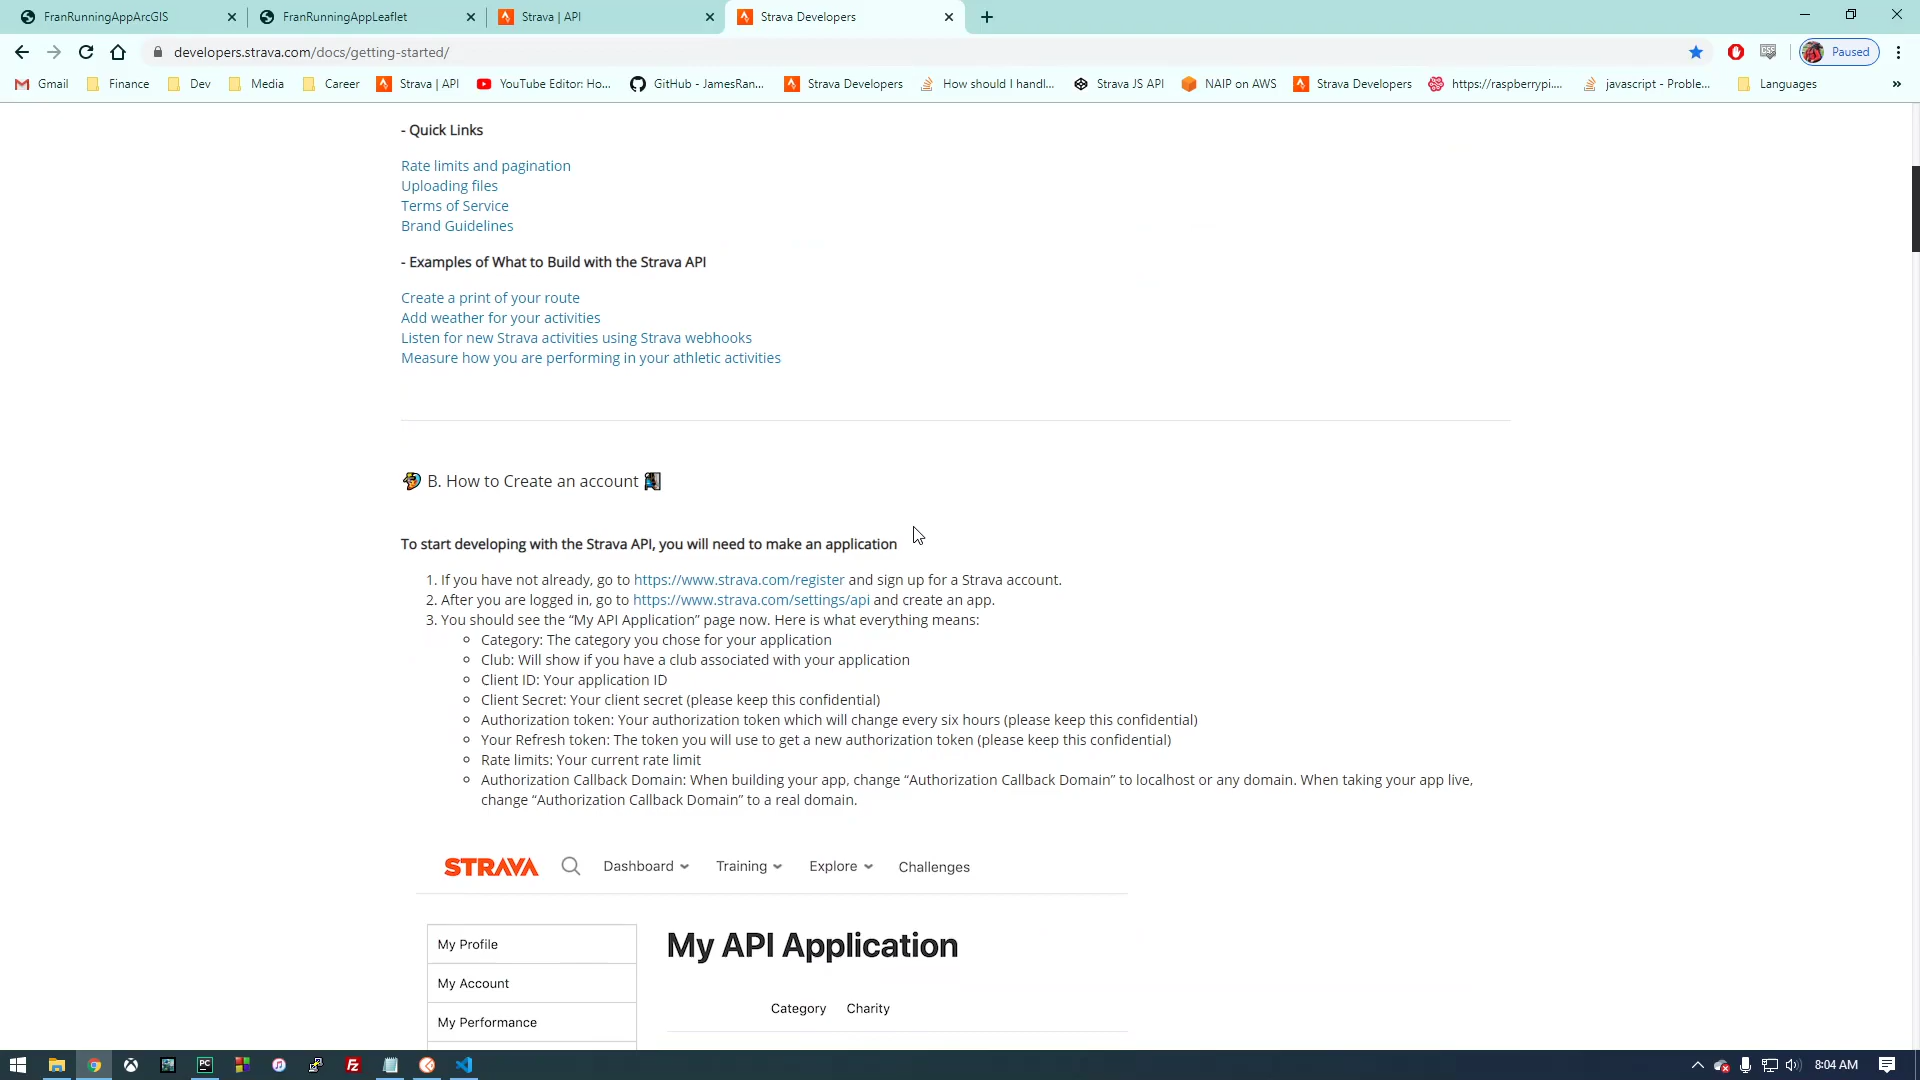 FranRunningAppArcGIS
FranRunningAppLeaflet
Strava | API
Strava Developers
developers.strava.com/docs/getting-started/
Paused
Gmail
Finance
Dev
Media
Career
Strava | API
YouTube Editor: Ho...
GitHub - JamesRan...
Strava Developers
How should I handl...
Strava JS API
NAIP on AWS
Strava Developers
https://raspberrypi....
javascript - Proble...
Languages
»
- Quick Links
Rate limits and pagination
Uploading files
Terms of Service
Brand Guidelines
- Examples of What to Build with the Strava API
Create a print of your route
Add weather for your activities
Listen for new Strava activities using Strava webhooks
Measure how you are performing in your athletic activities
B. How to Create an account
To start developing with the Strava API, you will need to make an application
1. If you have not already, go to https://www.strava.com/register and sign up for a Strava account.
2. After you are logged in, go to https://www.strava.com/settings/api and create an app.
3. You should see the “My API Application” page now. Here is what everything means:
Category: The category you chose for your application
Club: Will show if you have a club associated with your application
Client ID: Your application ID
Client Secret: Your client secret (please keep this confidential)
Authorization token: Your authorization token which will change every six hours (please keep this confidential)
Your Refresh token: The token you will use to get a new authorization token (please keep this confidential)
Rate limits: Your current rate limit
Authorization Callback Domain: When building your app, change “Authorization Callback Domain” to localhost or any domain. When taking your app live,
change “Authorization Callback Domain” to a real domain.
STRAVA
Dashboard
Training
Explore
Challenges
My Profile
My Account
My Performance
My API Application
Category
Charity
8:04 AM